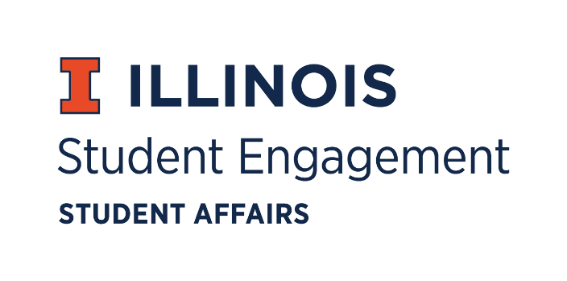 ILLINOIS
Student Engagement
STUDENT AFFAIRS